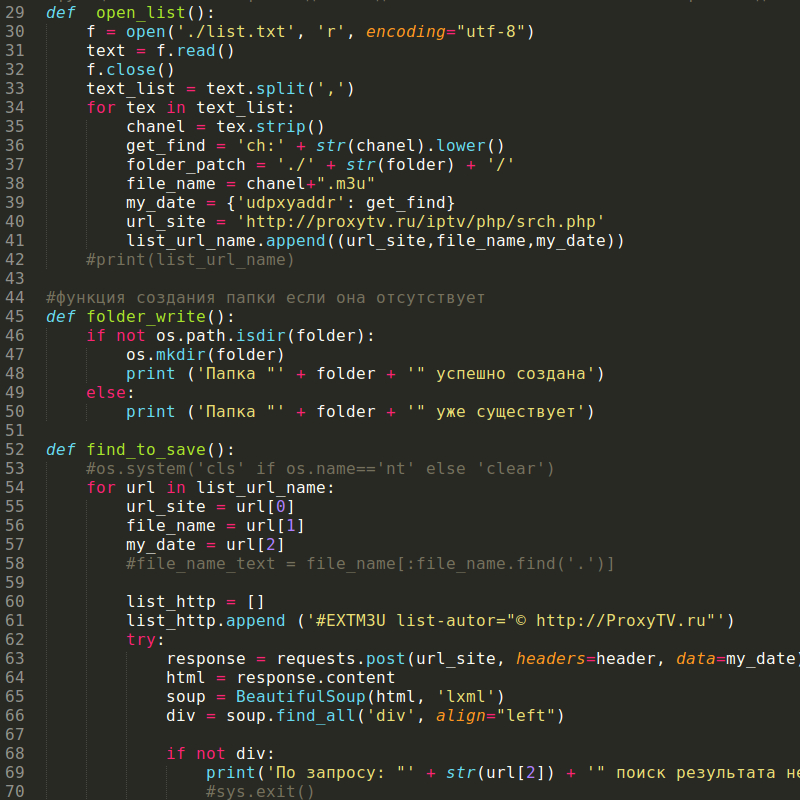 29 def  open_list():
30     f = open('./list.txt', 'r', encoding="utf-8")
31     text = f.read()
32     f.close()
33     text_list = text.split(',')
34     for tex in text_list:
35         chanel = tex.strip()
36         get_find = 'ch:' + str(chanel).lower()
37         folder_patch = './' + str(folder) + '/'
38         file_name = chanel+".m3u"
39         my_date = {'udpxyaddr': get_find}
40         url_site = 'http://proxytv.ru/iptv/php/srch.php'
41         list_url_name.append((url_site,file_name,my_date))
42     #print(list_url_name)
43
44 #функция создания папки если она отсутствует
45 def folder_write():
46     if not os.path.isdir(folder):
47         os.mkdir(folder)
48         print ('Папка "' + folder + '" успешно создана')
49     else:
50         print ('Папка "' + folder + '" уже существует')
51
52 def find_to_save():
53     #os.system('cls' if os.name=='nt' else 'clear')
54     for url in list_url_name:
55         url_site = url[0]
56         file_name = url[1]
57         my_date = url[2]
58         #file_name_text = file_name[:file_name.find('.')]
59
60         list_http = []
61         list_http.append ('#EXTM3U list-autor="© http://ProxyTV.ru"')
62         try:
63             response = requests.post(url_site, headers=header, data=my_date)
64             html = response.content
65             soup = BeautifulSoup(html, 'lxml')
66             div = soup.find_all('div', align="left")
67
68             if not div:
69                 print('По запросу: "' + str(url[2]) + '" поиск результата
70                 #sys.exit()